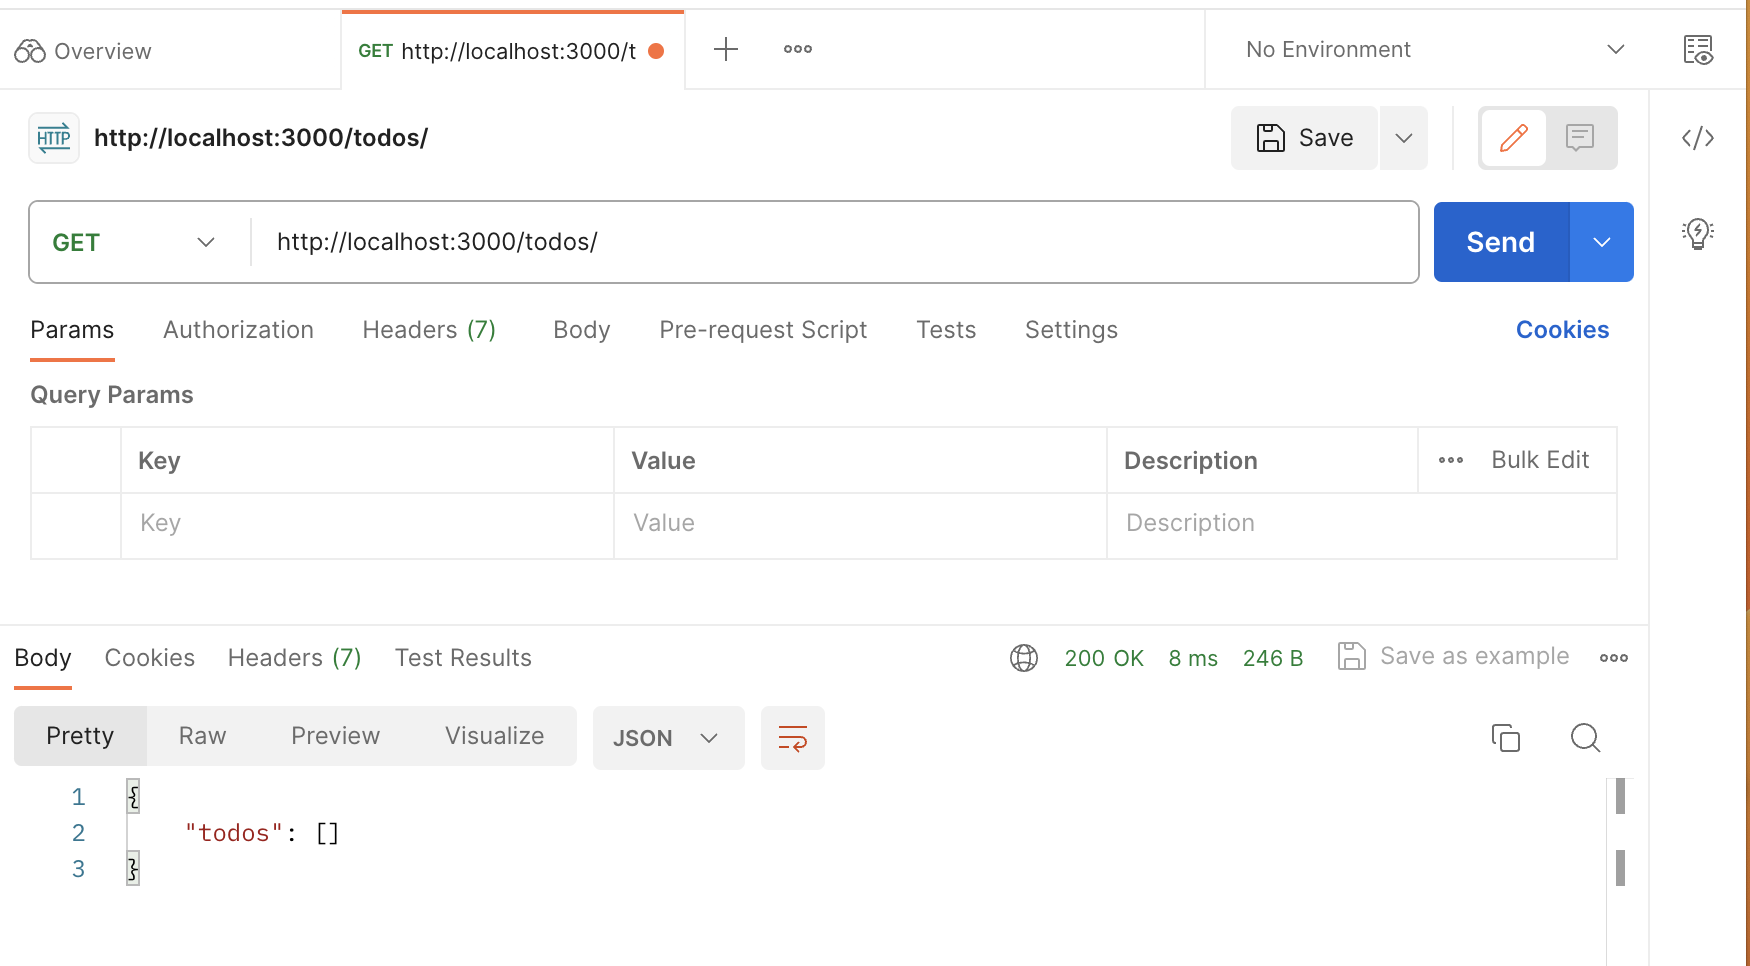 Overview
GET http://localhost:3000/t
No Environment
HTTP http://localhost:3000/todos/
Save
GET http://localhost:3000/todos/
Send
Params Authorization Headers (7) Body Pre-request Script Tests Settings Cookies
Query Params
Key Value Description Bulk Edit
Key Value Description
Body Cookies Headers (7) Test Results 200 OK 8 ms 246 B Save as example
Pretty Raw Preview Visualize JSON
1 {
2 "todos": []
3 }